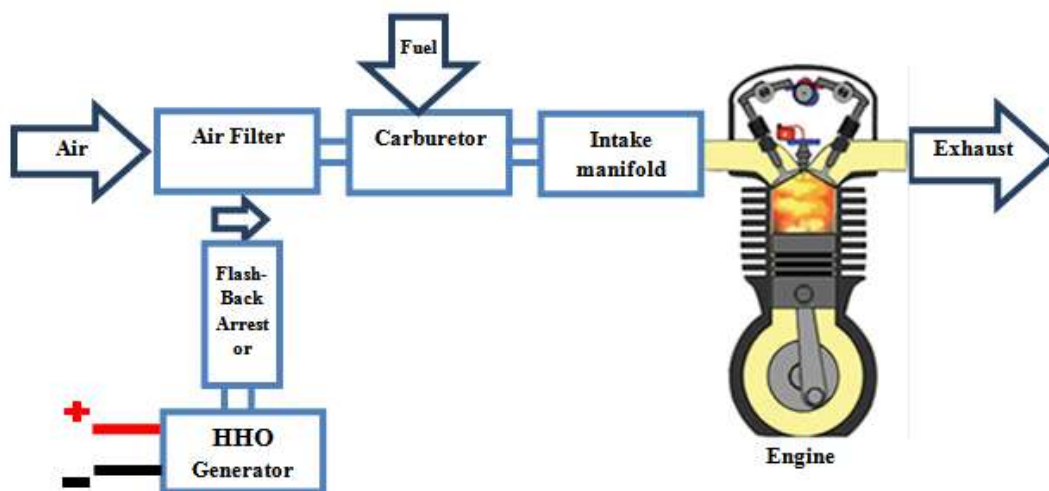 Fuel
Air
Air Filter
Carburetor
Intake
manifold
Exhaust
Flash-
Back
Arrest
or
+
HHO
Generator
Engine